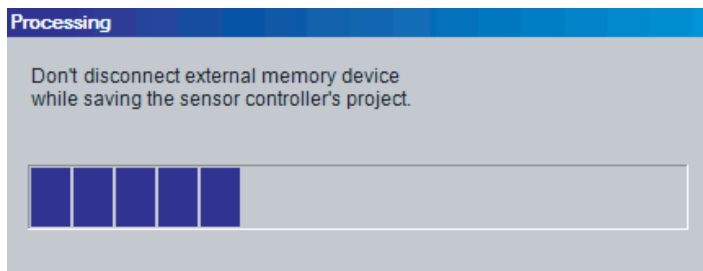 Processing
Don't disconnect external memory device
while saving the sensor controller's project.